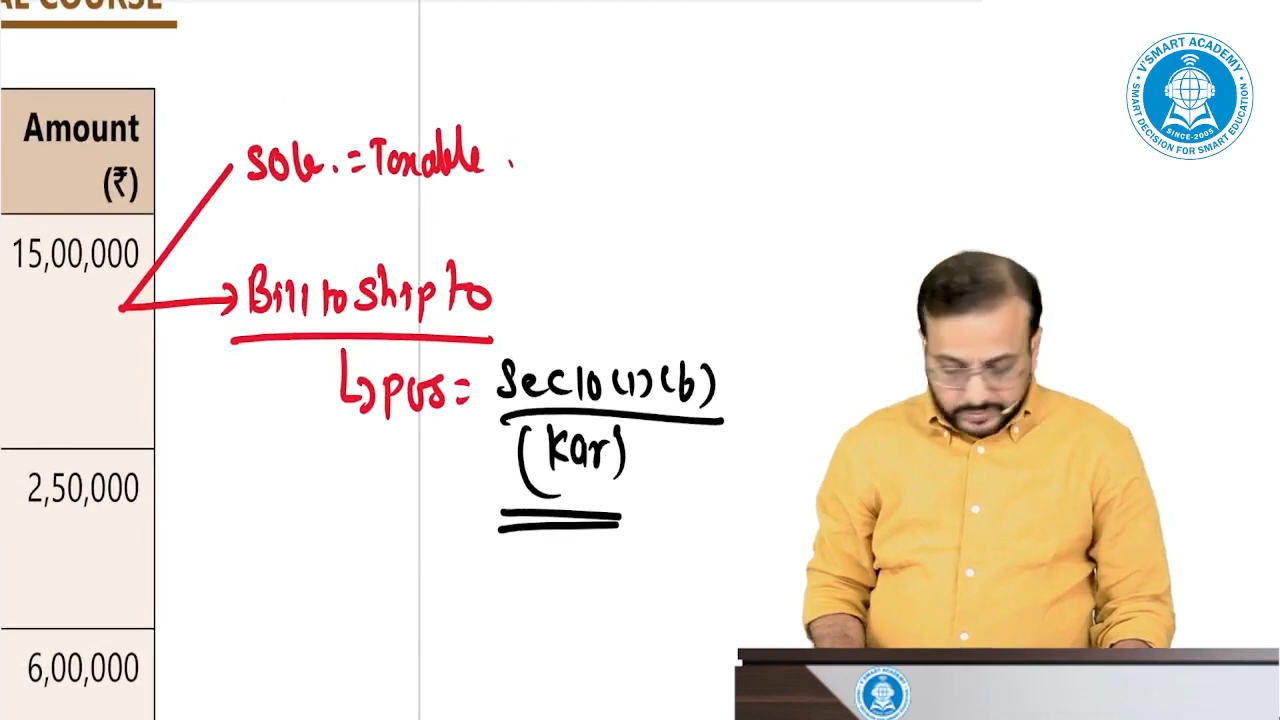 AL COURSE
Amount
(₹)
15,00,000
2,50,000
6,00,000
= Taxable .
Bill to ship to
↳ pos =
Sec 10 (1) (b)
(Kar)
V'SMART ACADEMY
SMART DECISION FOR SMART EDUCATION
SINCE-2005